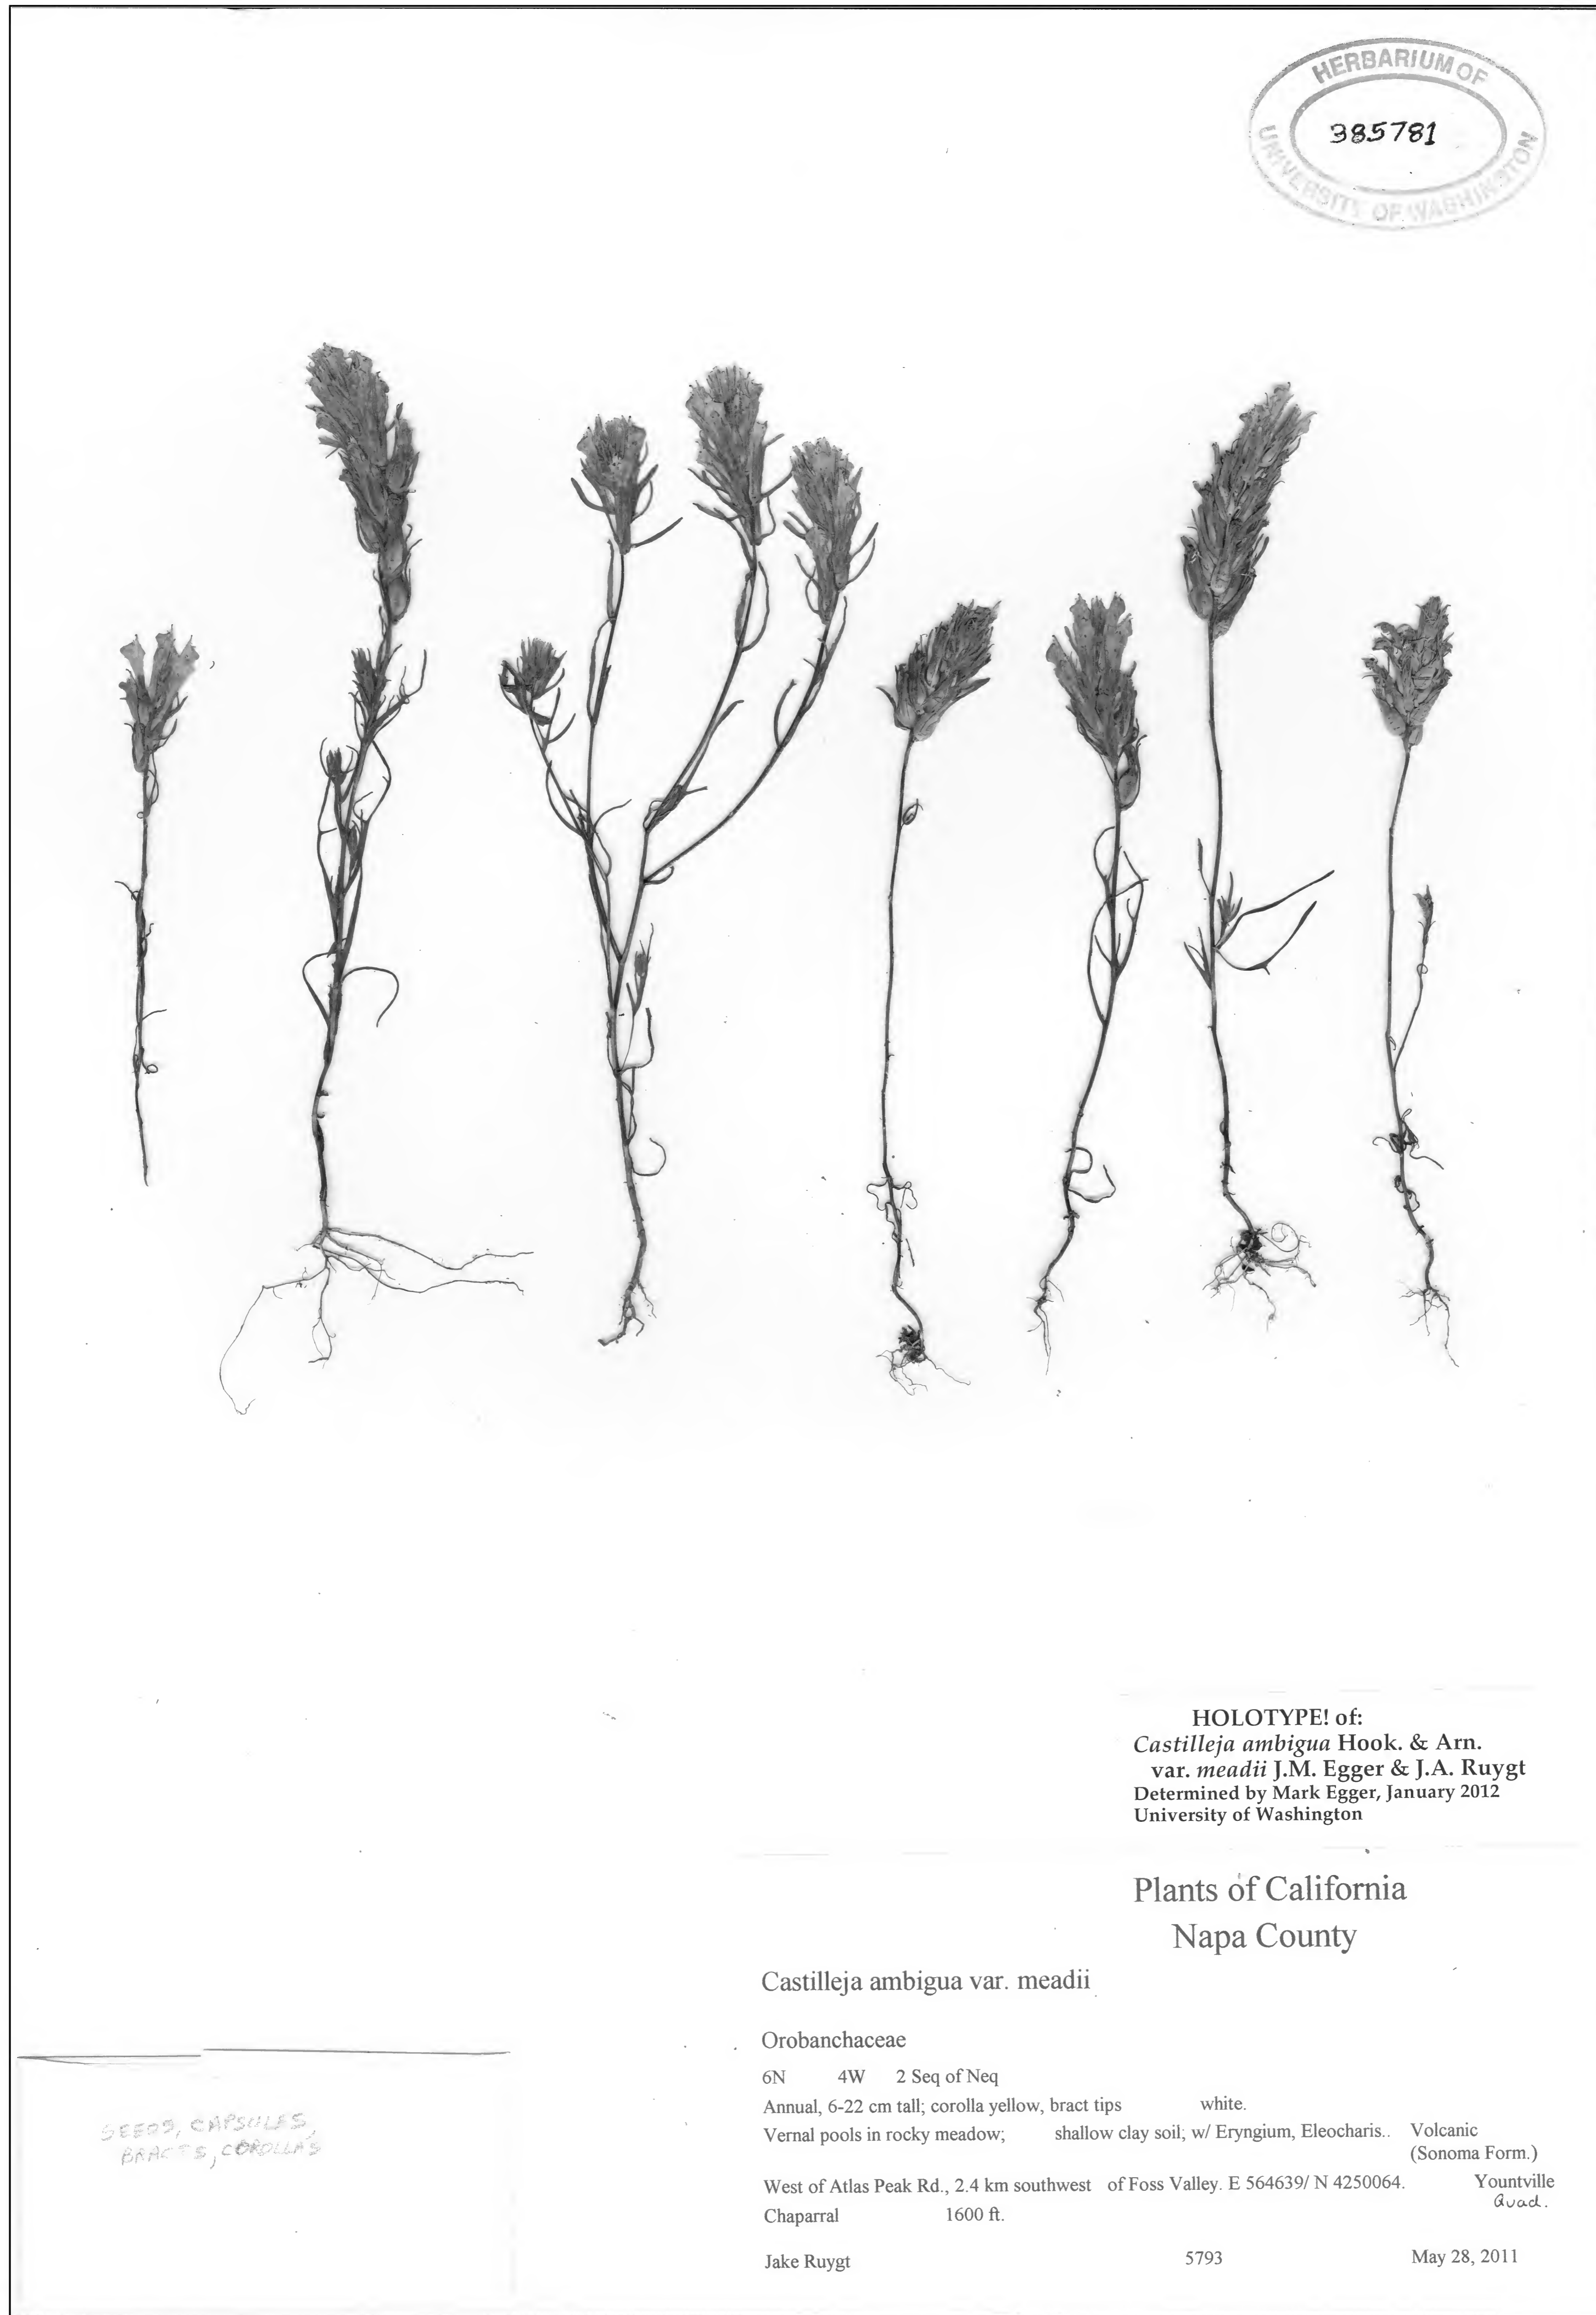 HERBARIUM OF
385781
UNIVERSITY OF WASHINGTON
HOLOTYPE! of:
Castilleja ambigua Hook. & Arn.
var. meadii J.M. Egger & J.A. Ruygt
Determined by Mark Egger, January 2012
University of Washington
Plants of California
Napa County
Castilleja ambigua var. meadii
Orobanchaceae
6N 4W 2 Seq of Neq
Annual, 6-22 cm tall; corolla yellow, bract tips white.
Vernal pools in rocky meadow; shallow clay soil; w/ Eryngium, Eleocharis.. Volcanic
(Sonoma Form.)
West of Atlas Peak Rd., 2.4 km southwest of Foss Valley. E 564639/ N 4250064. Yountville
Quad.
Chaparral 1600 ft.
Jake Ruygt 5793 May 28, 2011
SEEDS, CAPSULES,
BRACTS, COROLLAS